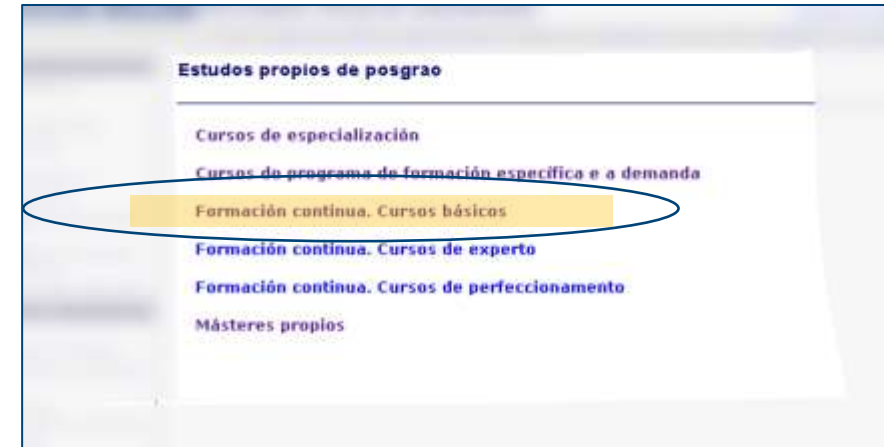 Estudos propios de posgrao
Cursos de especialización
Cursos do programa de formación específica e a demanda
Formación continua. Cursos básicos
Formación continua. Cursos de experto
Formación continua. Cursos de perfeccionamento
Másteres propios